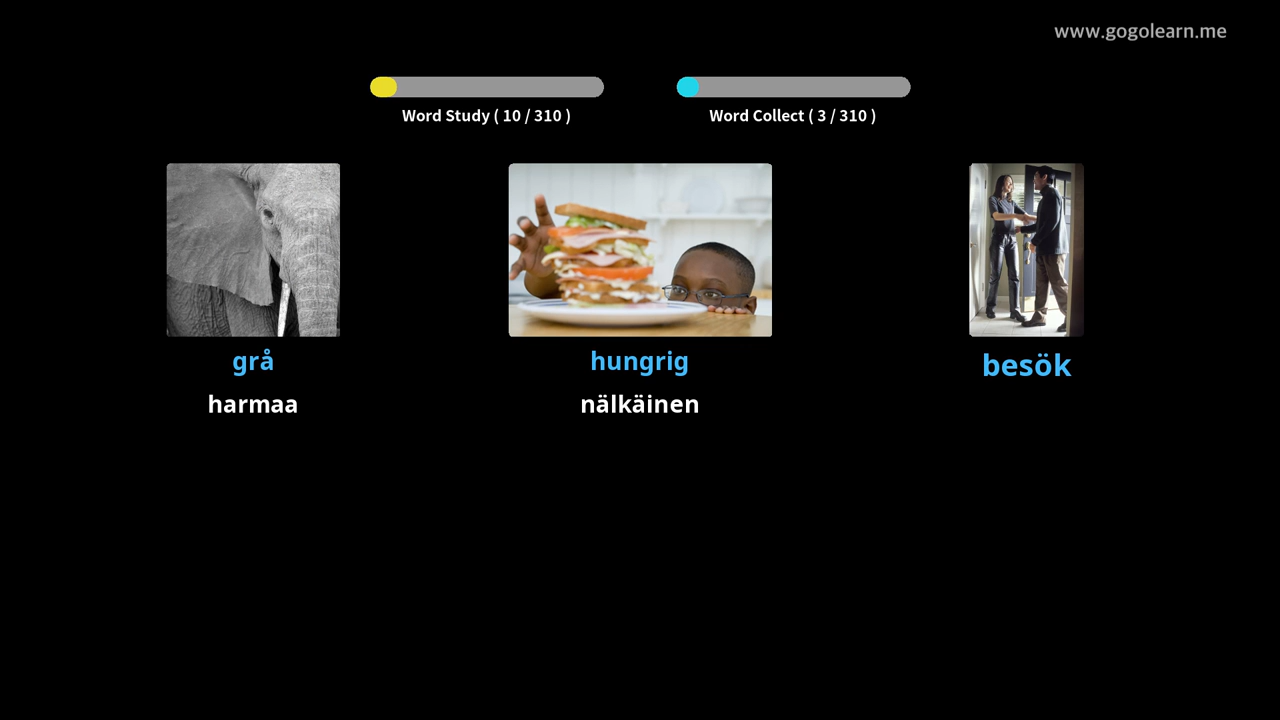 www.gogolearn.me
Word Study ( 10 / 310 )
Word Collect ( 3 / 310 )
grå
harmaa
hungrig
nälkäinen
besök